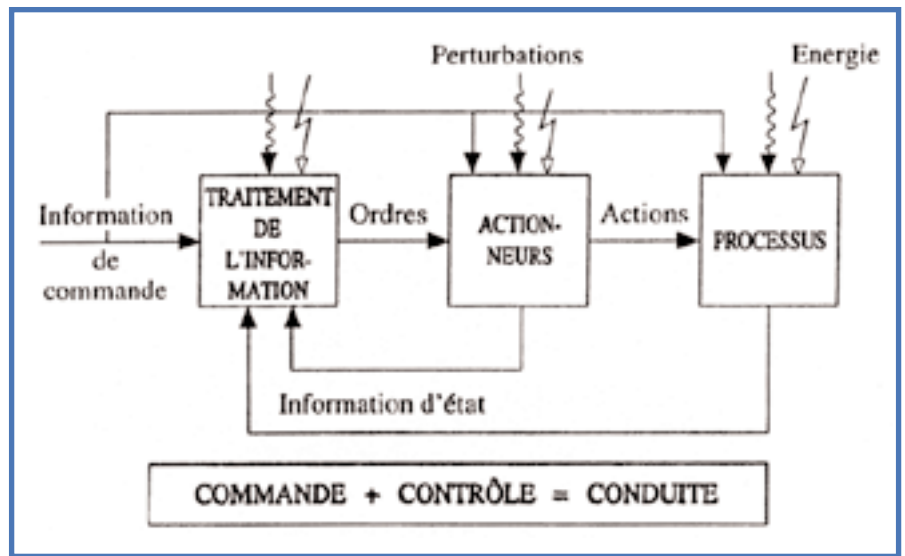 Perturbations
Energie
Information
de
commande
TRAITEMENT
DE
L'INFOR-
MATION
Ordres
ACTION-
NEURS
Actions
PROCESSUS
Information d'état
COMMANDE + CONTRÔLE = CONDUITE